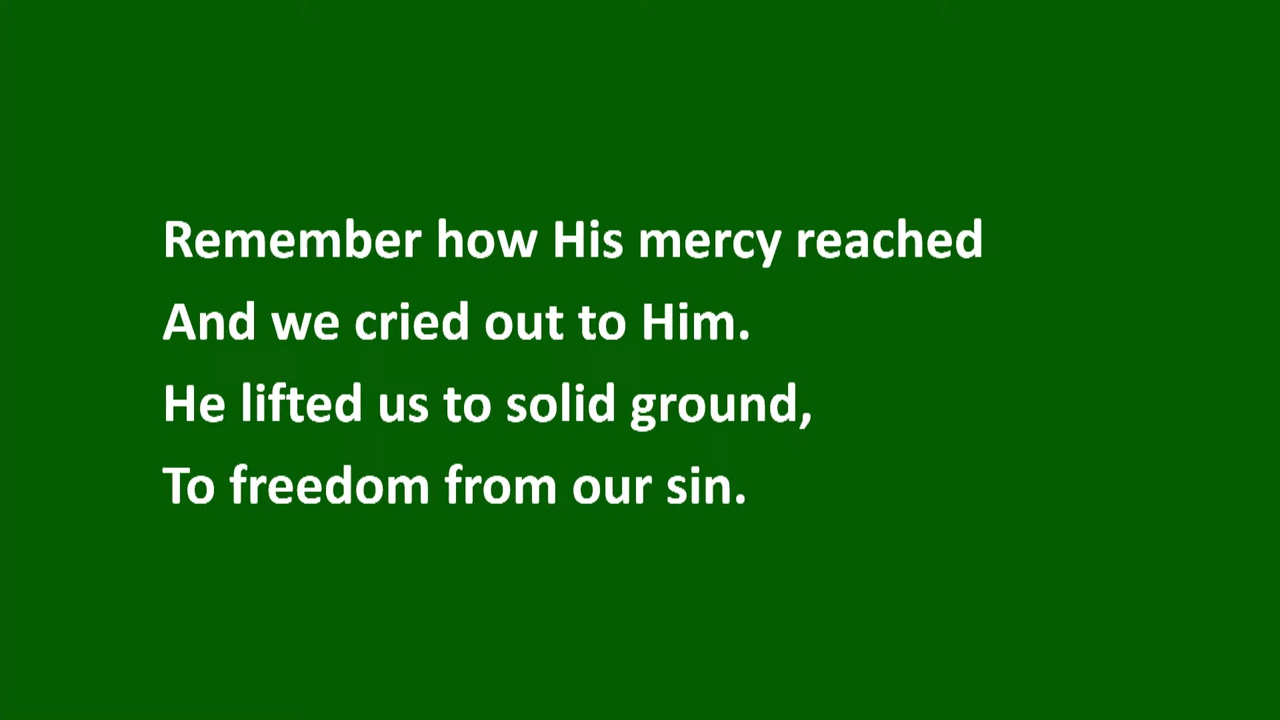 Remember how His mercy reached
And we cried out to Him.
He lifted us to solid ground,
To freedom from our sin.